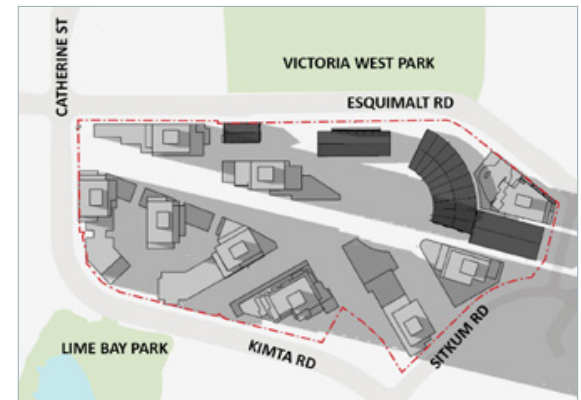 CATHERINE ST
VICTORIA WEST PARK
ESQUIMALT RD
LIME BAY PARK
KIMTA RD
SITKUM RD